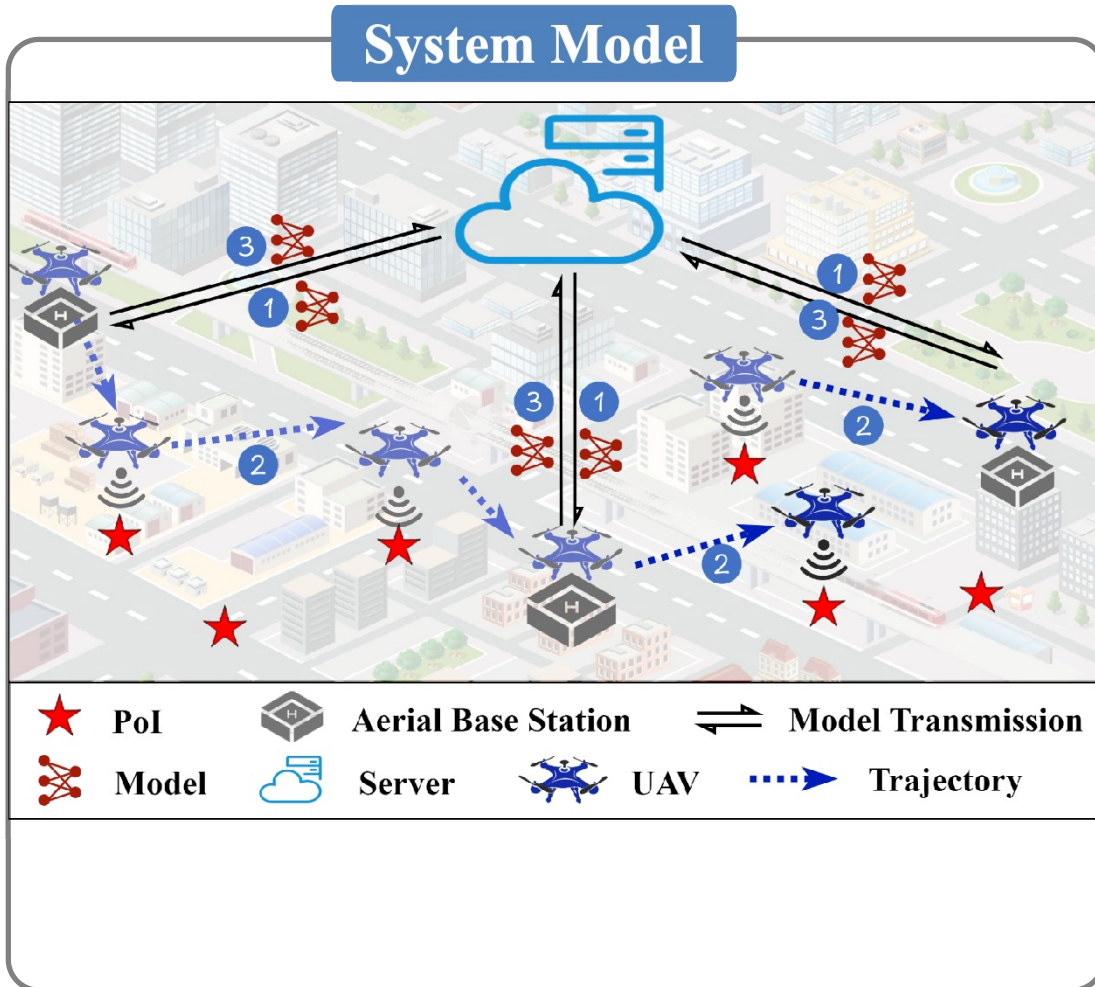 System Model
3
1
1
3
3
1
2
2
2
H
H
H
PoI
H
Aerial Base Station
Model Transmission
Model
Server
UAV
Trajectory